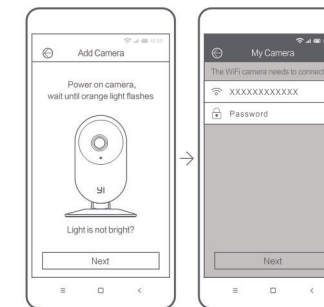 Add Camera
Power on camera,
wait until orange light flashes
YI
Light is not bright?
Next
My Camera
The WiFi camera needs to connect
XXXXXXXXXXXX
Password
Next